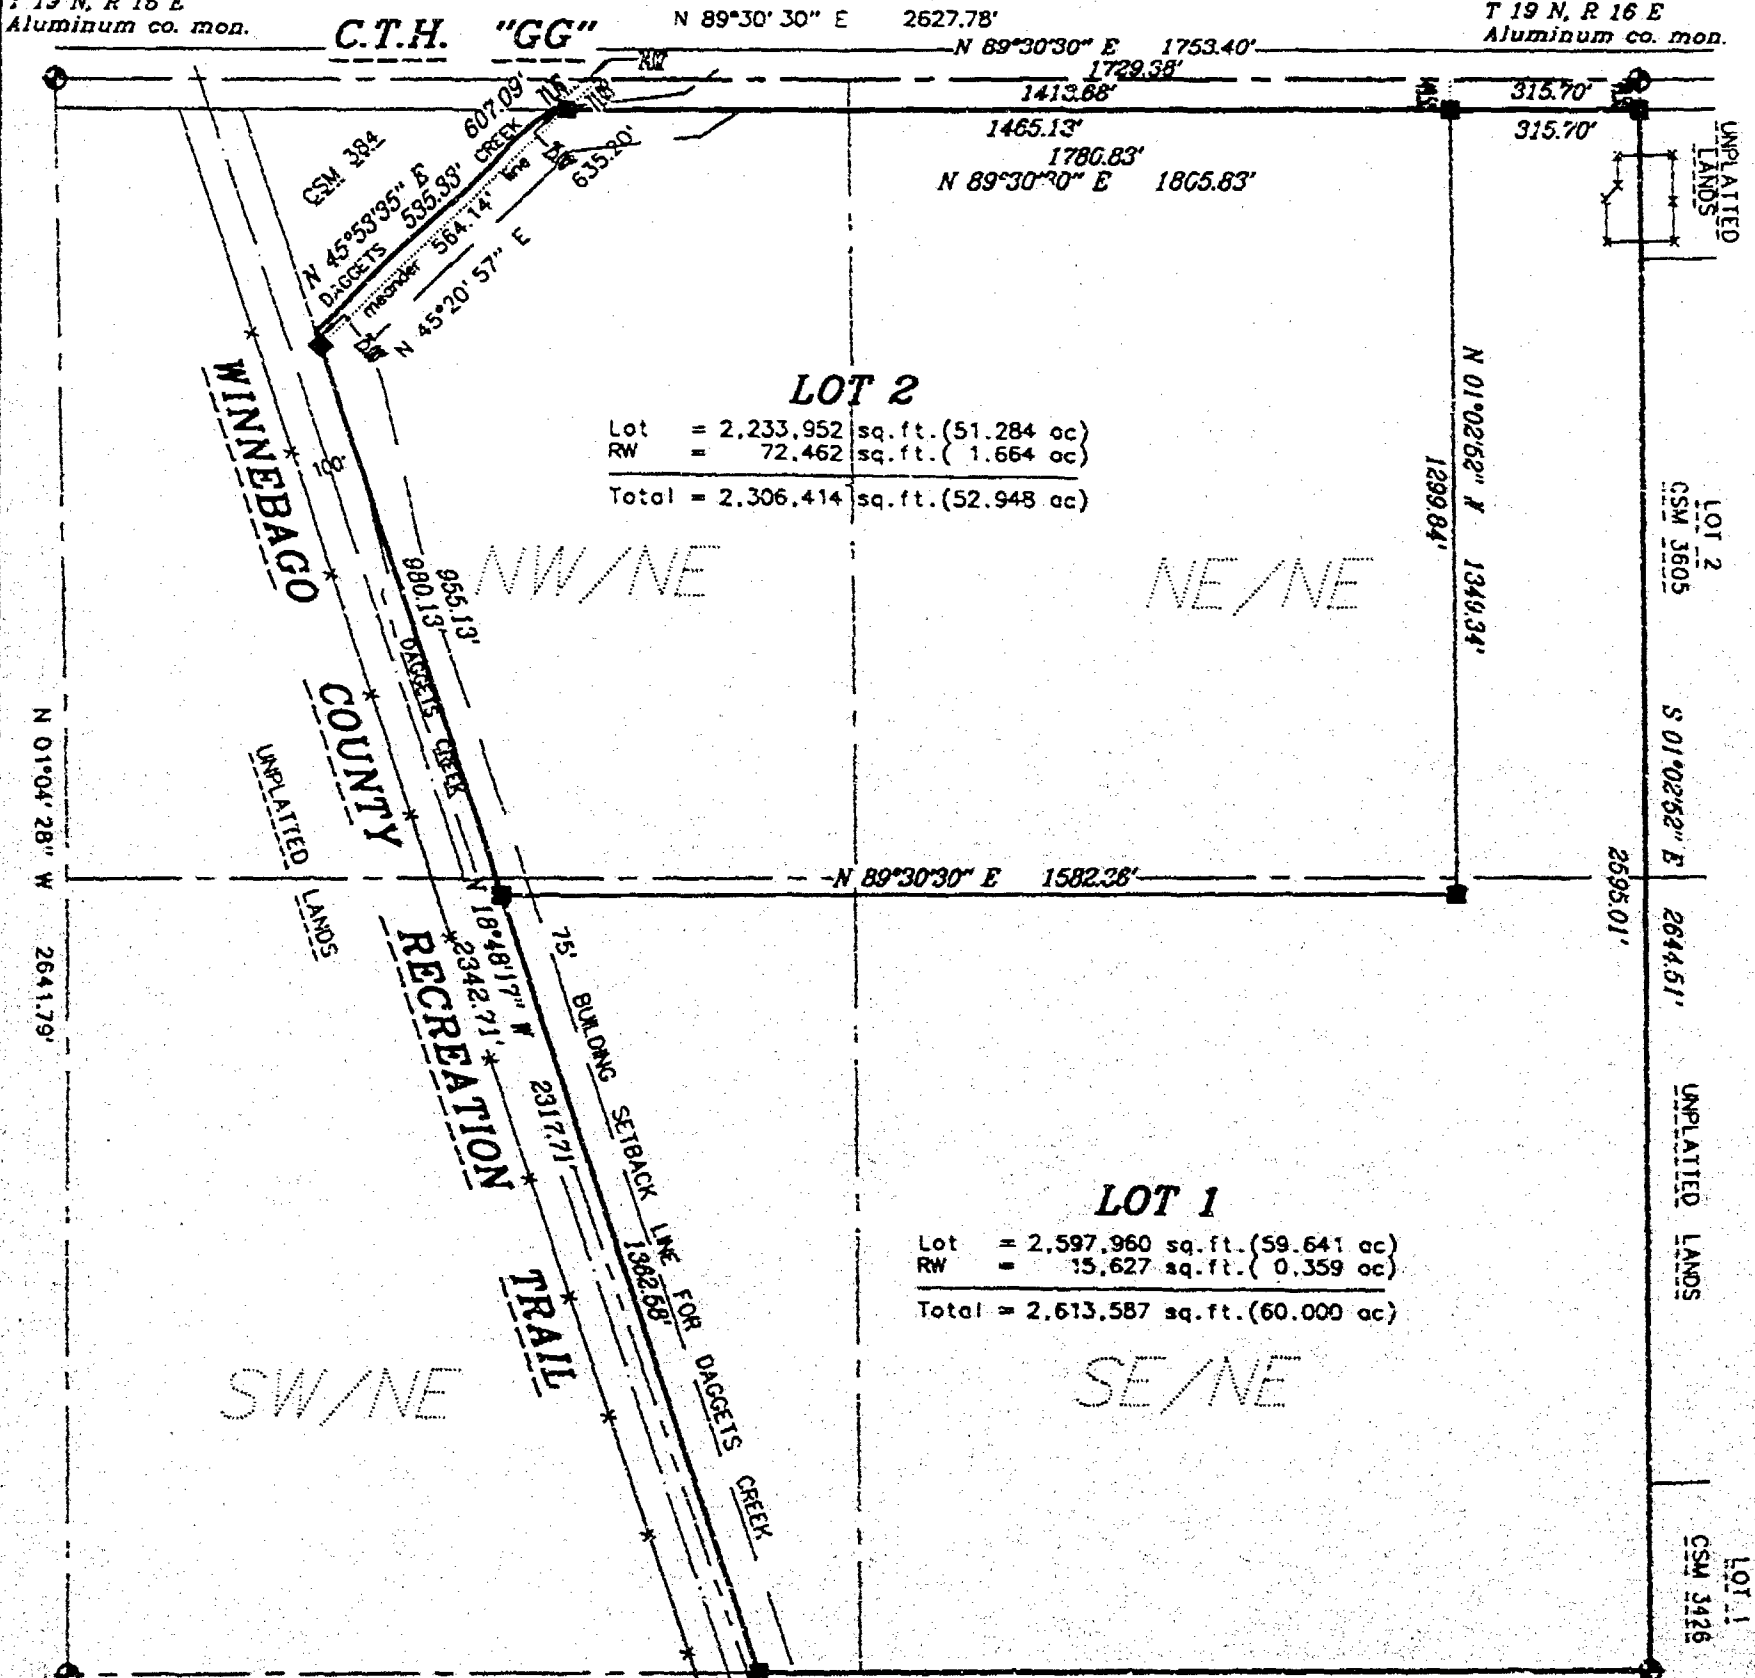 T 19 N, R 16 E
Aluminum co. mon.
C.T.H. "GG"
N 89°30'30" E 2627.78'
N 89°30'30" E 1753.40'
T 19 N, R 16 E
Aluminum co. mon.
1729.38'
1413.68'
315.70'
1465.13'
315.70'
1780.83'
N 89°30'30" E 1805.83'
CSM 384
607.09'
N 45°53'35" E
535.33'
DAGGETS CREEK
meander line
564.14'
635.20'
N 45°20'57" E
UNPLATTED
LANDS
WINNEBAGO
COUNTY
RECREATION
TRAIL
100'
LOT 2
Lot = 2,233,952 sq.ft.(51.284 ac)
RW = 72,462 sq.ft.( 1.664 ac)
Total = 2,306,414 sq.ft.(52.948 ac)
N 01°02'52" W 1349.34'
1299.84'
LOT 2
CSM 3605
NW/NE
NE/NE
955.13'
980.13'
DAGGETS CREEK
UNPLATTED LANDS
N 01°04'28" W 2641.79'
S 01°02'52" E 2644.51'
2595.01'
N 89°30'30" E 1582.36'
N 18°48'17" W
2342.71'
2317.71
1362.58'
75' BUILDING SETBACK LINE FOR DAGGETS CREEK
UNPLATTED LANDS
LOT 1
Lot = 2,597,960 sq.ft.(59.641 ac)
RW = 15,627 sq.ft.( 0.359 ac)
Total = 2,613,587 sq.ft.(60.000 ac)
SW/NE
SE/NE
LOT 1
CSM 3426